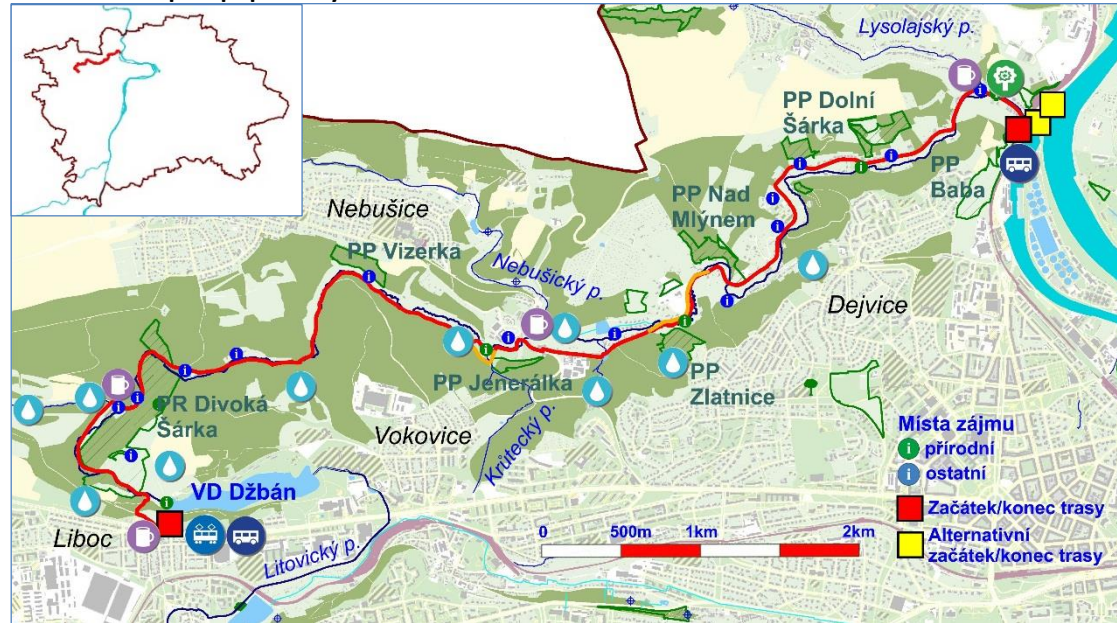 Lysolajský p.
PP Dolní
Šárka
PP
Baba
PP Nad
Mlýnem
Nebušice
PP Vizerka
Nebušický p.
Dejvice
PP Jenerálka
PP
Zlatnice
PR Divoká
Šárka
Vokovice
Krůtecký p.
VD Džbán
Liboc
Litovický p.
0 500m 1km 2km
Místa zájmu
přírodní
ostatní
Začátek/konec trasy
Alternativní
začátek/konec trasy